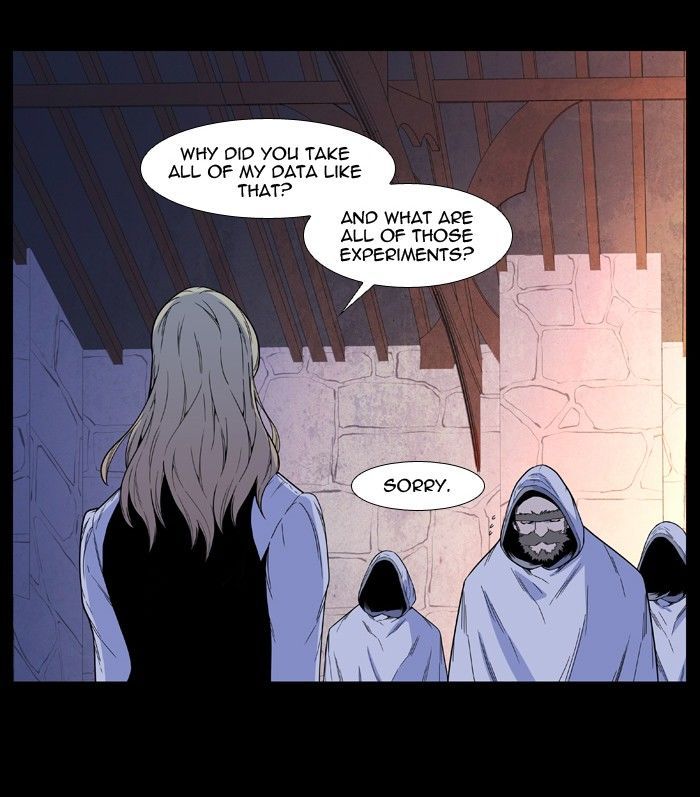 WHY DID YOU TAKE
ALL OF MY DATA LIKE
THAT?
AND WHAT ARE
ALL OF THOSE
EXPERIMENTS?
SORRY.